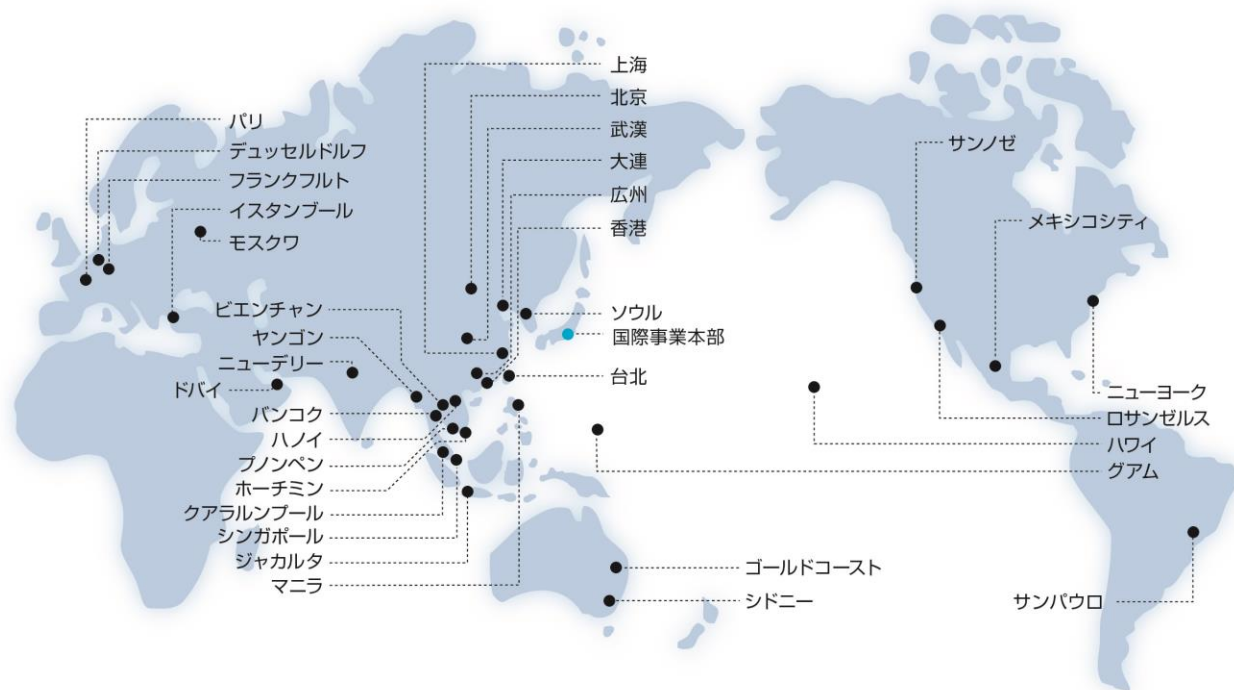 パリ
デュッセルドルフ
フランクフルト
イスタンブール
モスクワ
上海
北京
武漢
大連
広州
香港
ソウル
国際事業本部
台北
ビエンチャン
ヤンゴン
ニューデリー
ドバイ
バンコク
ハノイ
プノンペン
ホーチミン
クアラルンプール
シンガポール
ジャカルタ
マニラ
ゴールドコースト
シドニー
サンノゼ
メキシコシティ
ニューヨーク
ロサンゼルス
ハワイ
グアム
サンパウロ